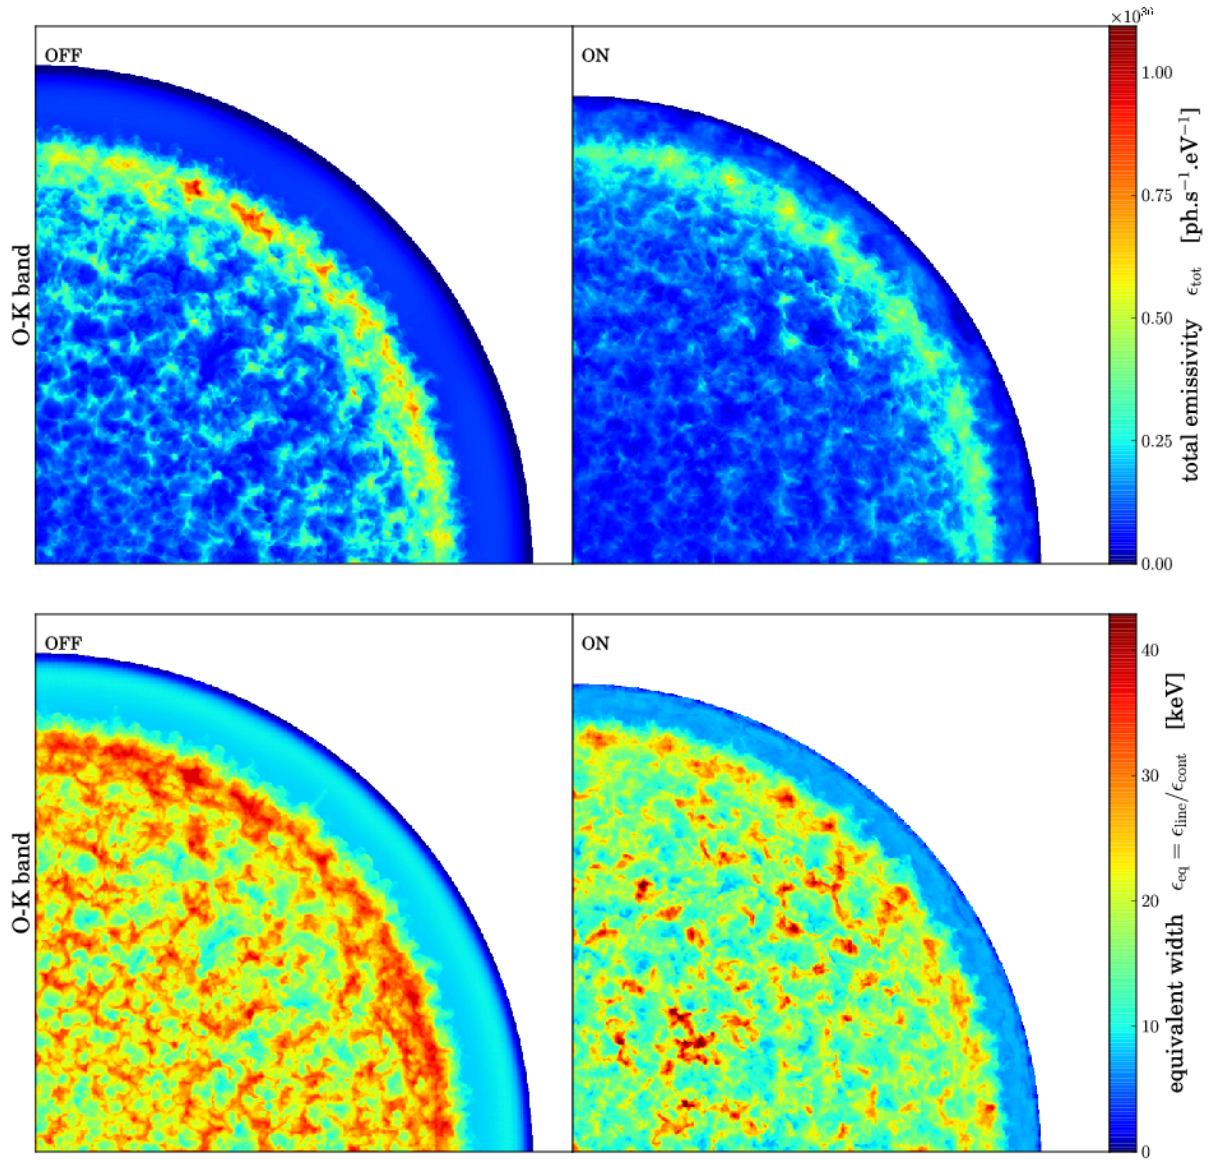 ×10³⁶
OFF
ON
O-K band
1.00
0.75
0.50
0.25
0.00
total emissivity ϵtot [ph.s⁻¹.eV⁻¹]
OFF
ON
O-K band
40
30
20
10
0
equivalent width ϵeq = ϵline/ϵcont [keV]